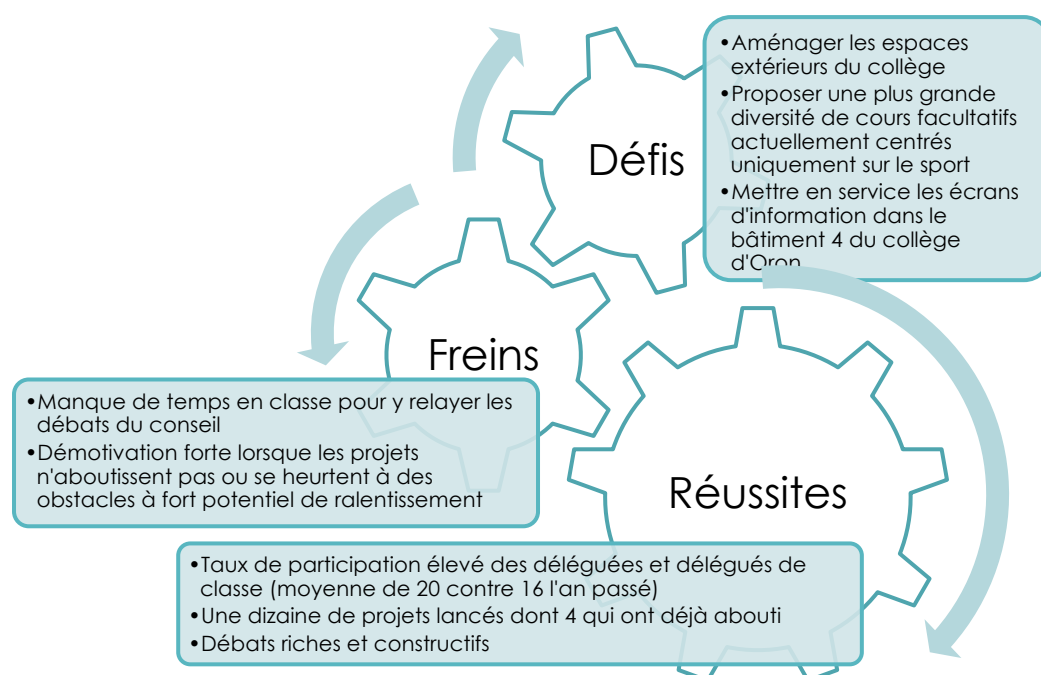 Défis
•Aménager les espaces
extérieurs du collège
•Proposer une plus grande
diversité de cours facultatifs
actuellement centrés
uniquement sur le sport
•Mettre en service les écrans
d'information dans le
bâtiment 4 du collège
d'Oron
Freins
•Manque de temps en classe pour y relayer les
débats du conseil
•Démotivation forte lorsque les projets
n'aboutissent pas ou se heurtent à des
obstacles à fort potentiel de ralentissement
Réussites
•Taux de participation élevé des déléguées et délégués de
classe (moyenne de 20 contre 16 l'an passé)
•Une dizaine de projets lancés dont 4 qui ont déjà abouti
•Débats riches et constructifs